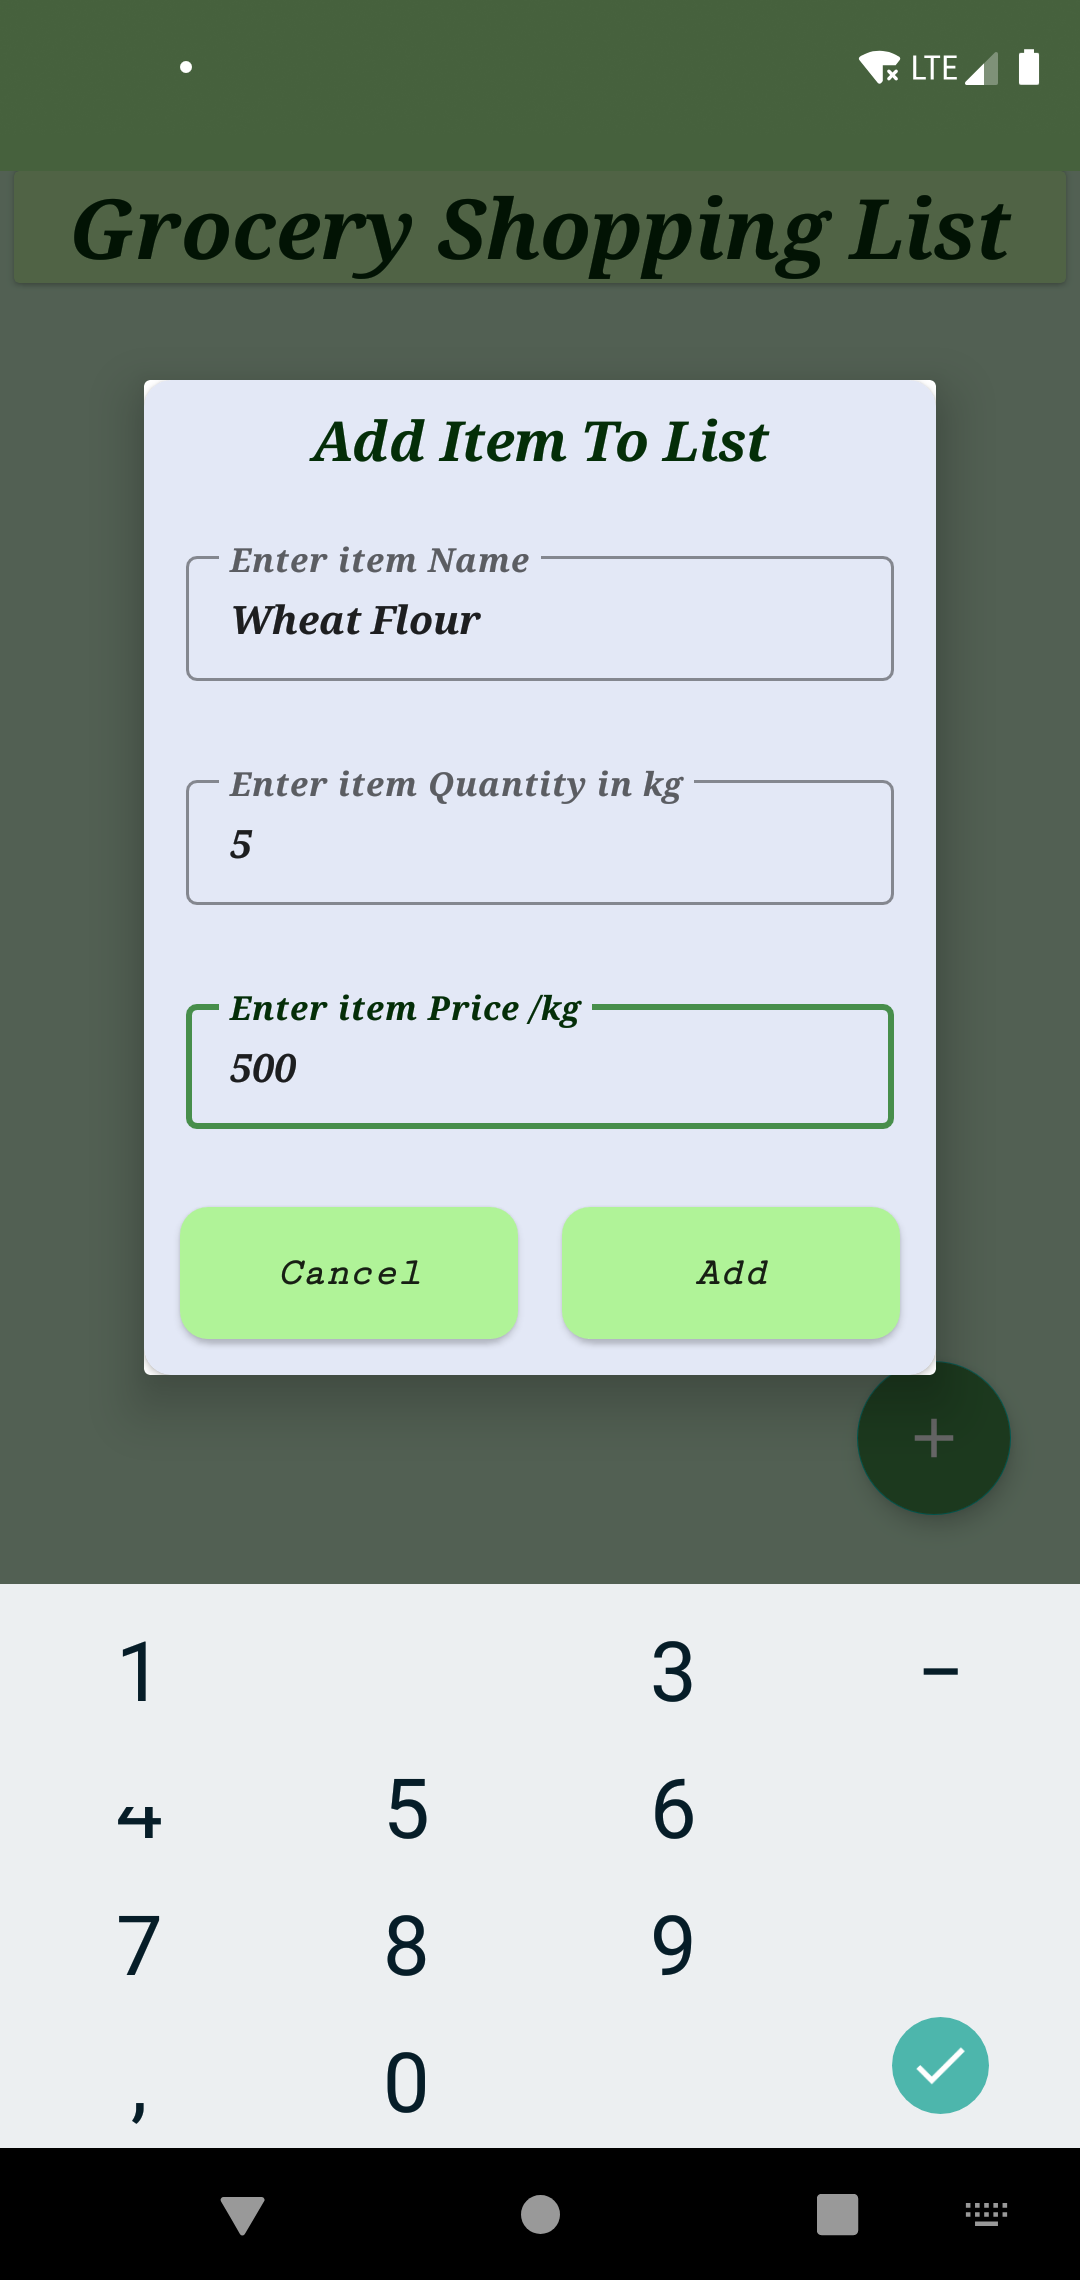 LTE
Grocery Shopping List
Add Item To List
Enter item Name
Wheat Flour
Enter item Quantity in kg
5
Enter item Price /kg
500
Cancel Add
+
1 3 –
4 5 6
7 8 9
, 0